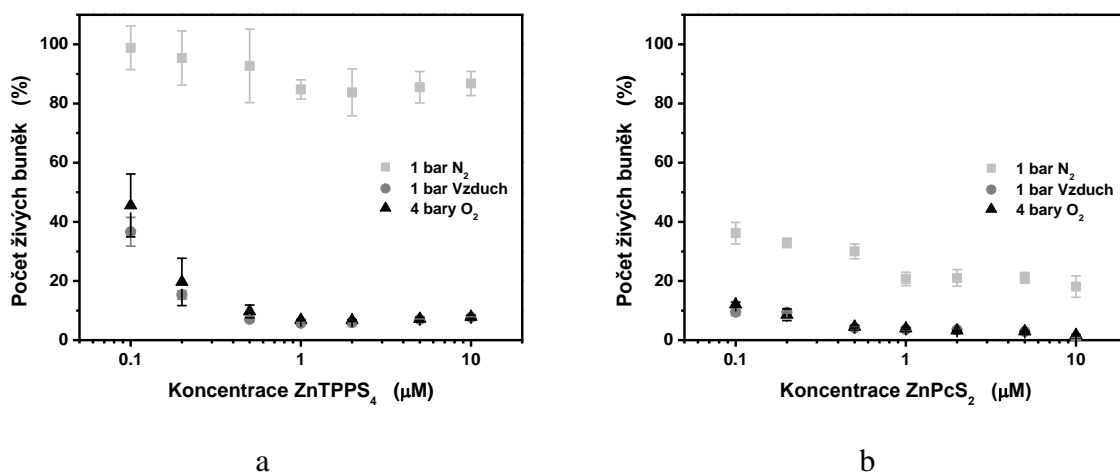 Počet živých buněk (%)
100
80
60
40
20
0
1 bar N₂
1 bar Vzduch
4 bary O₂
0.1
1
10
Koncentrace ZnTPPS₄ (μM)
a
Počet živých buněk (%)
100
80
60
40
20
0
1 bar N₂
1 bar Vzduch
4 bary O₂
0.1
1
10
Koncentrace ZnPcS₂ (μM)
b